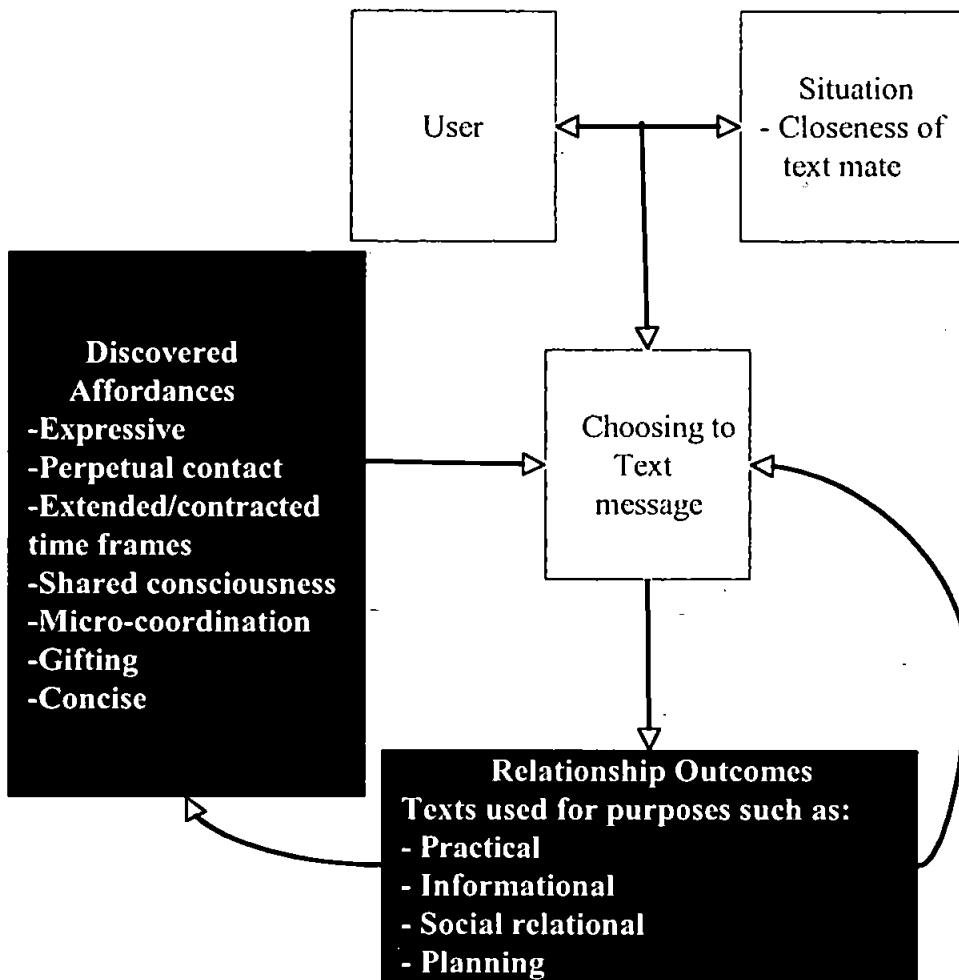 User
Situation
- Closeness of
text mate
Discovered
Affordances
-Expressive
-Perpetual contact
-Extended/contracted
time frames
-Shared consciousness
-Micro-coordination
-Gifting
-Concise
Choosing to
Text
message
Relationship Outcomes
Texts used for purposes such as:
- Practical
- Informational
- Social relational
- Planning